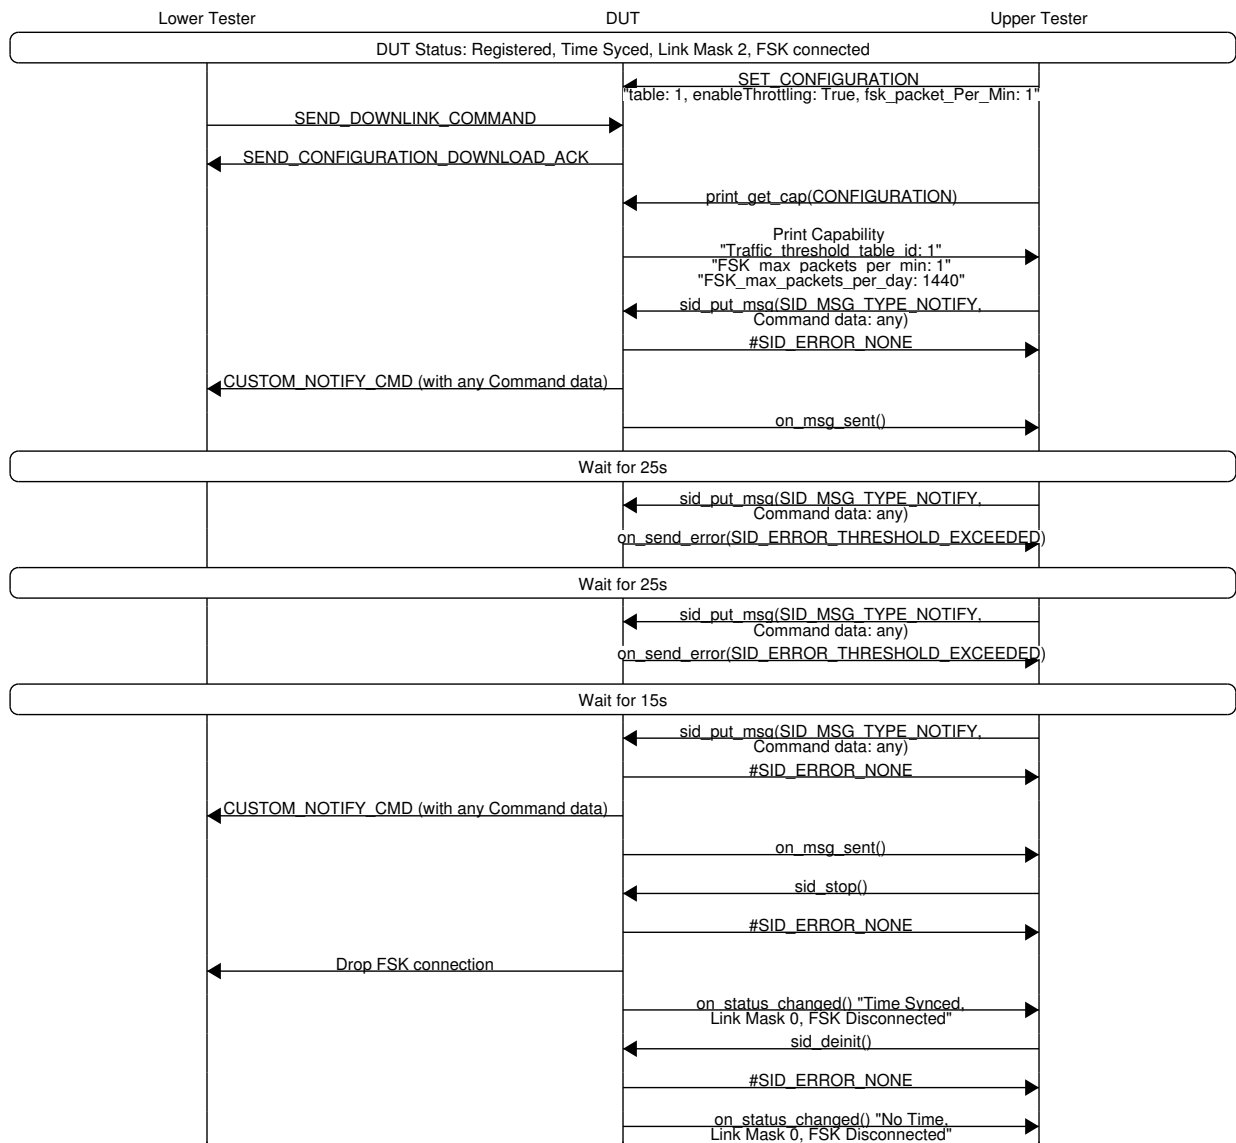 Lower Tester DUT Upper Tester
DUT Status: Registered, Time Syced, Link Mask 2, FSK connected
SET_CONFIGURATION
"table: 1, enableThrottling: True, fsk_packet_Per_Min: 1"
SEND_DOWNLINK_COMMAND
SEND_CONFIGURATION_DOWNLOAD_ACK
print_get_cap(CONFIGURATION)
Print Capability
"Traffic_threshold_table_id: 1"
"FSK_max_packets_per_min: 1"
"FSK_max_packets_per_day: 1440"
sid_put_msg(SID_MSG_TYPE_NOTIFY,
Command data: any)
#SID_ERROR_NONE
CUSTOM_NOTIFY_CMD (with any Command data)
on_msg_sent()
Wait for 25s
sid_put_msg(SID_MSG_TYPE_NOTIFY,
Command data: any)
on_send_error(SID_ERROR_THRESHOLD_EXCEEDED)
Wait for 25s
sid_put_msg(SID_MSG_TYPE_NOTIFY,
Command data: any)
on_send_error(SID_ERROR_THRESHOLD_EXCEEDED)
Wait for 15s
sid_put_msg(SID_MSG_TYPE_NOTIFY,
Command data: any)
#SID_ERROR_NONE
CUSTOM_NOTIFY_CMD (with any Command data)
on_msg_sent()
sid_stop()
#SID_ERROR_NONE
Drop FSK connection
on_status_changed() "Time Synced,
Link Mask 0, FSK Disconnected"
sid_deinit()
#SID_ERROR_NONE
on_status_changed() "No Time,
Link Mask 0, FSK Disconnected"